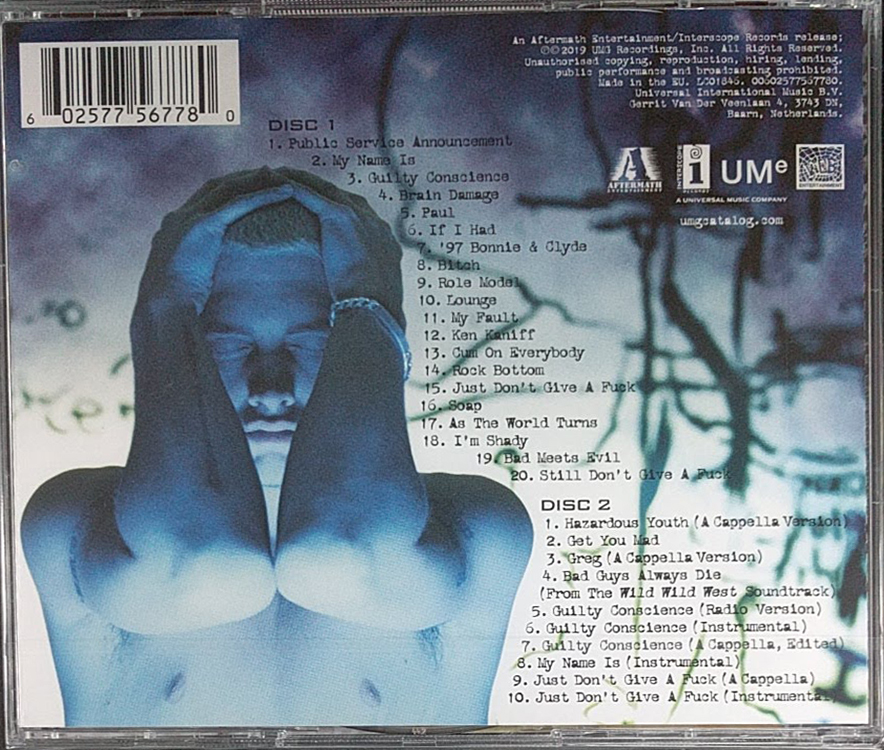 An Aftermath Entertainment/Interscope Records release;
℗© 2019 UMG Recordings, Inc. All Rights Reserved.
Unauthorised copying, reproduction, hiring, lending,
public performance and broadcasting prohibited.
Made in the EU. LC01846. 00602577567780.
Universal International Music B.V.
Gerrit Van Der Veenlaan 4, 3743 DN,
Baarn, Netherlands.
6 02577 56778 0
AFTERMATH
ENTERTAINMENT
INTERSCOPE
RECORDS
UMe
WEB
ENTERTAINMENT
A UNIVERSAL MUSIC COMPANY
umgcatalog.com
DISC 1
1. Public Service Announcement
2. My Name Is
3. Guilty Conscience
4. Brain Damage
5. Paul
6. If I Had
7. '97 Bonnie & Clyde
8. Bitch
9. Role Model
10. Lounge
11. My Fault
12. Ken Kaniff
13. Cum On Everybody
14. Rock Bottom
15. Just Don't Give A Fuck
16. Soap
17. As The World Turns
18. I'm Shady
19. Bad Meets Evil
20. Still Don't Give A Fuck
DISC 2
1. Hazardous Youth (A Cappella Version)
2. Get You Mad
3. Greg (A Cappella Version)
4. Bad Guys Always Die
(From The Wild Wild West Soundtrack)
5. Guilty Conscience (Radio Version)
6. Guilty Conscience (Instrumental)
7. Guilty Conscience (A Cappella, Edited)
8. My Name Is (Instrumental)
9. Just Don't Give A Fuck (A Cappella)
10. Just Don't Give A Fuck (Instrumental)